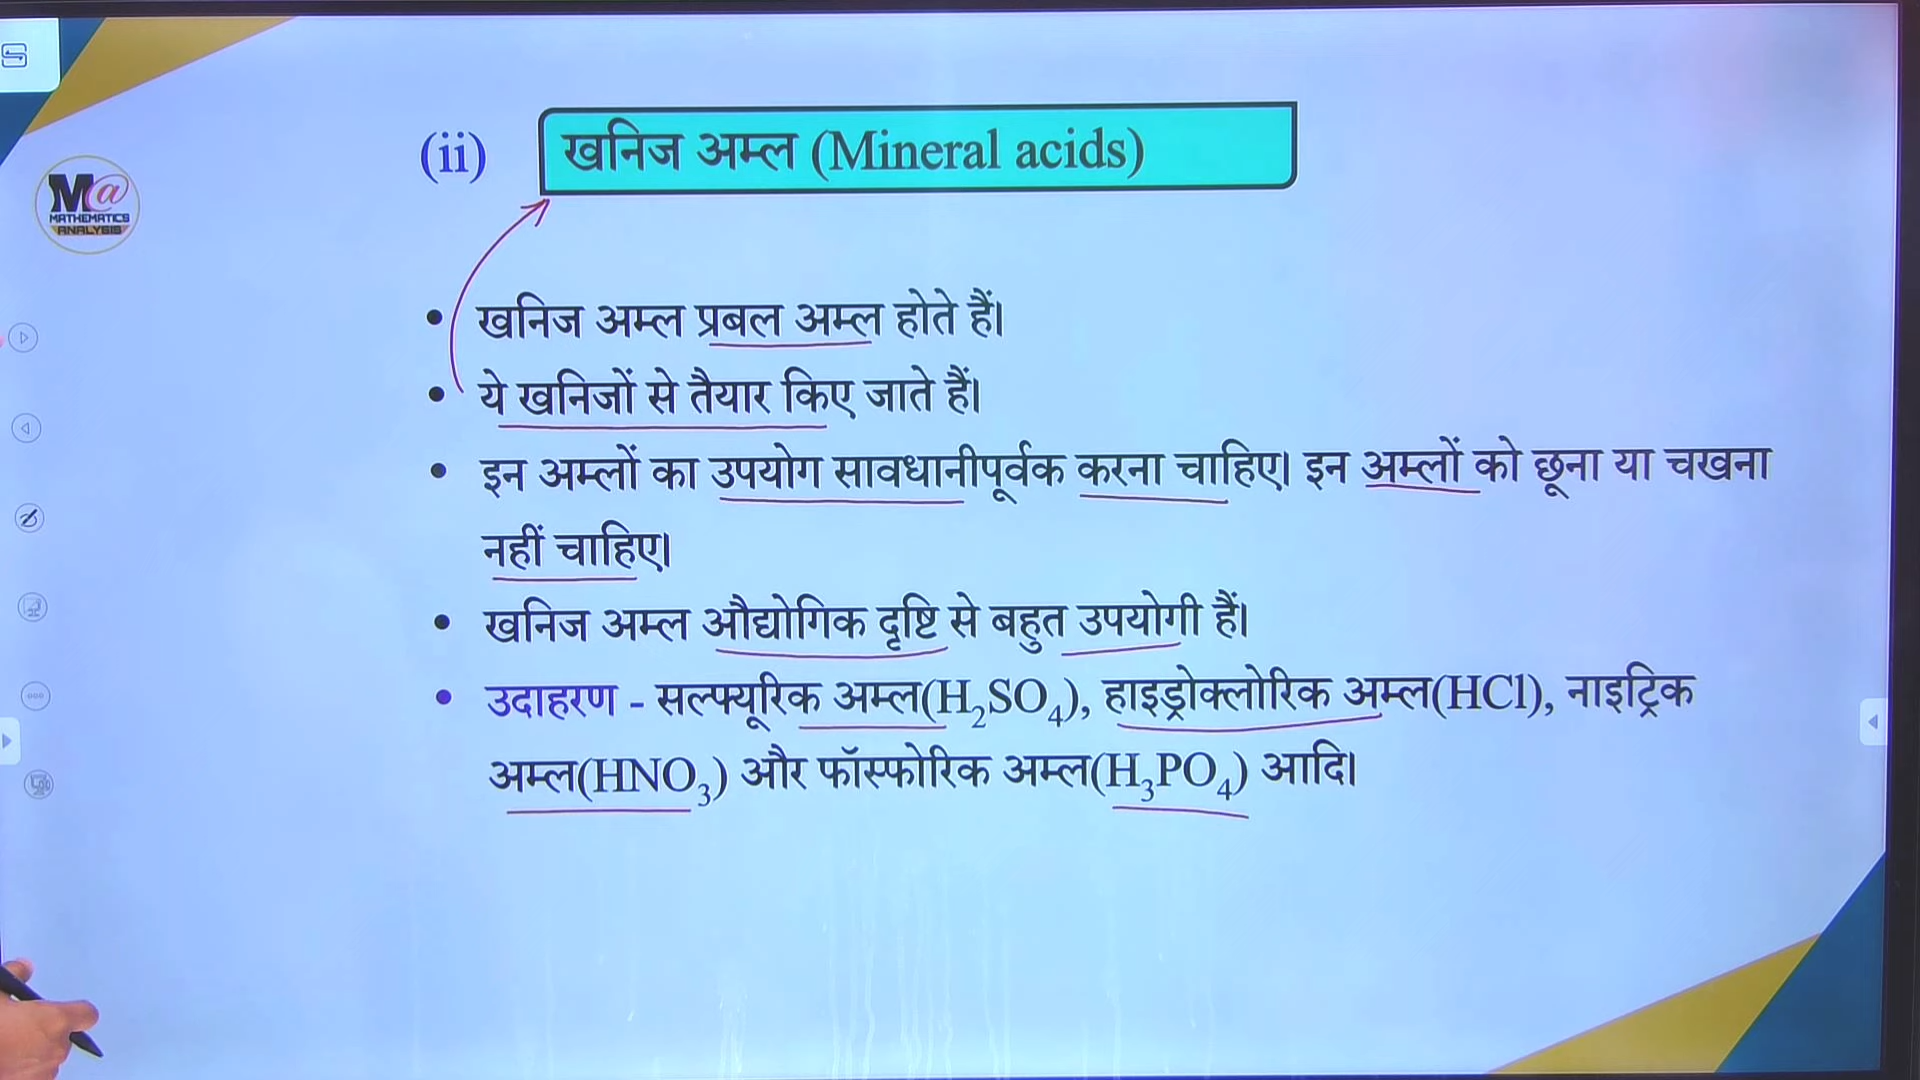 (ii) खनिज अम्ल (Mineral acids)
M@
MATHEMATICS
ANALYSIS
• खनिज अम्ल प्रबल अम्ल होते हैं।
• ये खनिजों से तैयार किए जाते हैं।
• इन अम्लों का उपयोग सावधानीपूर्वक करना चाहिए। इन अम्लों को छूना या चखना
नहीं चाहिए।
• खनिज अम्ल औद्योगिक दृष्टि से बहुत उपयोगी हैं।
• उदाहरण - सल्फ्यूरिक अम्ल(H₂SO₄), हाइड्रोक्लोरिक अम्ल(HCl), नाइट्रिक
अम्ल(HNO₃) और फॉस्फोरिक अम्ल(H₃PO₄) आदि।